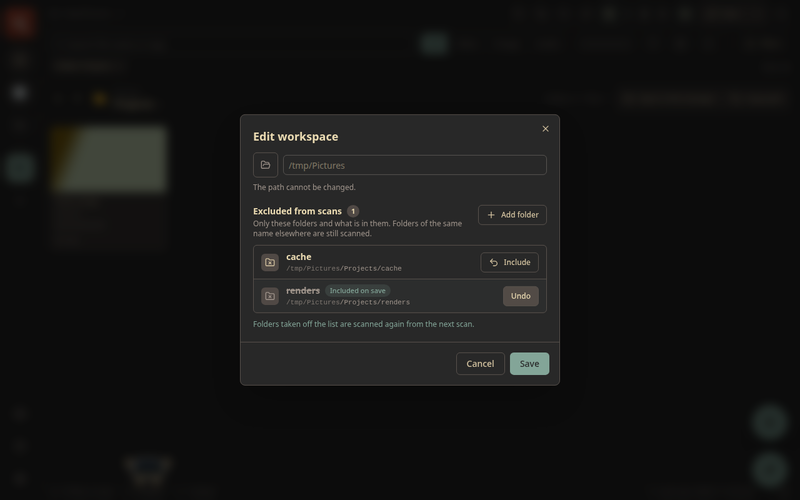 Edit workspace
/tmp/Pictures
The path cannot be changed.
Excluded from scans 1
Add folder
Only these folders and what is in them. Folders of the same
name elsewhere are still scanned.
cache
/tmp/Pictures/Projects/cache
Include
renders Included on save
/tmp/Pictures/Projects/renders
Undo
Folders taken off the list are scanned again from the next scan.
Cancel
Save